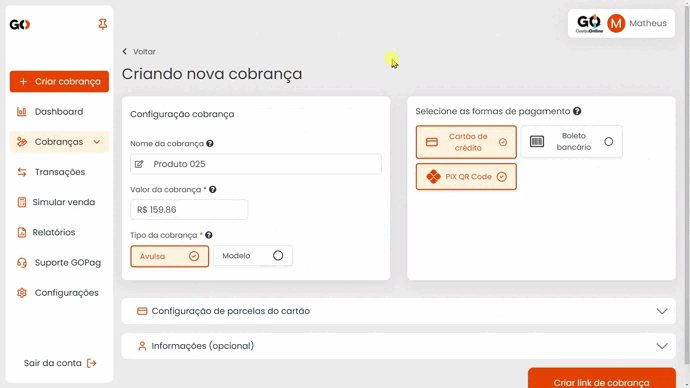 GO
GO
GestãoOnline
M
Matheus
Voltar
Criando nova cobrança
Criar cobrança
Dashboard
Cobranças
Transações
Simular venda
Relatórios
Suporte GOPag
Configurações
Sair da conta
Configuração cobrança
Nome da cobrança ?
Produto 025
Valor da cobrança * ?
R$ 159.86
Tipo da cobrança * ?
Avulsa
Modelo
Selecione as formas de pagamento ?
Cartão de
crédito
Boleto
bancário
PIX QR Code
Configuração de parcelas do cartão
Informações (opcional)
Criar link de cobrança